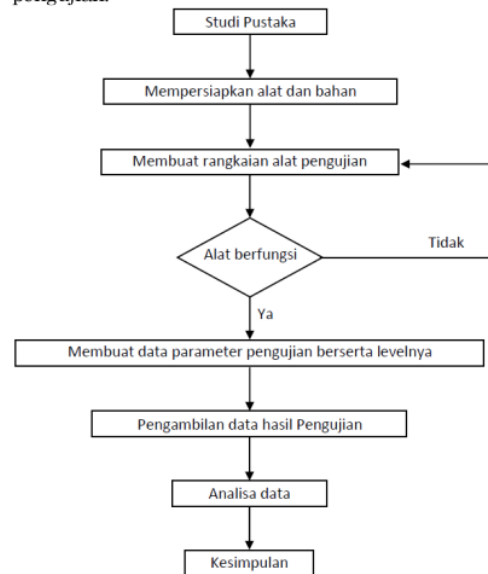 pengujian.
Studi Pustaka
Mempersiapkan alat dan bahan
Membuat rangkaian alat pengujian
Alat berfungsi
Tidak
Ya
Membuat data parameter pengujian berserta levelnya
Pengambilan data hasil Pengujian
Analisa data
Kesimpulan